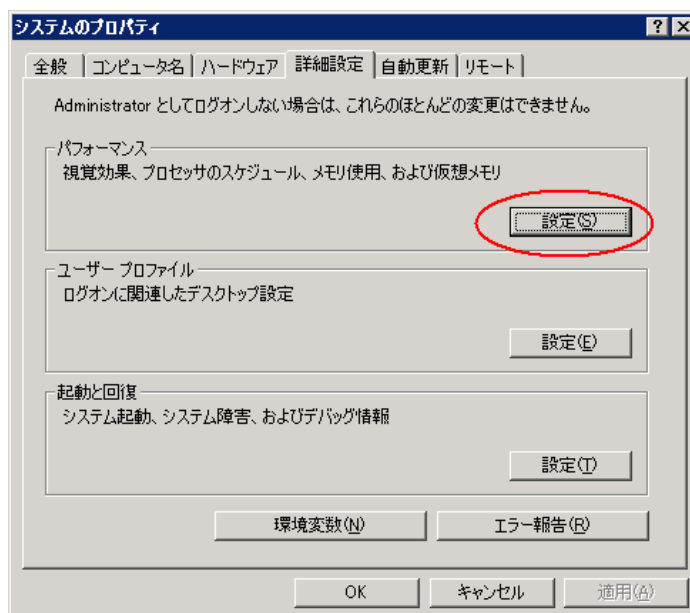 システムのプロパティ
全般 コンピュータ名 ハードウェア 詳細設定 自動更新 リモート
Administrator としてログオンしない場合は、これらのほとんどの変更はできません。
パフォーマンス
視覚効果、プロセッサのスケジュール、メモリ使用、および仮想メモリ
設定(S)
ユーザー プロファイル
ログオンに関連したデスクトップ設定
設定(E)
起動と回復
システム起動、システム障害、およびデバッグ情報
設定(T)
環境変数(N) エラー報告(R)
OK キャンセル 適用(A)